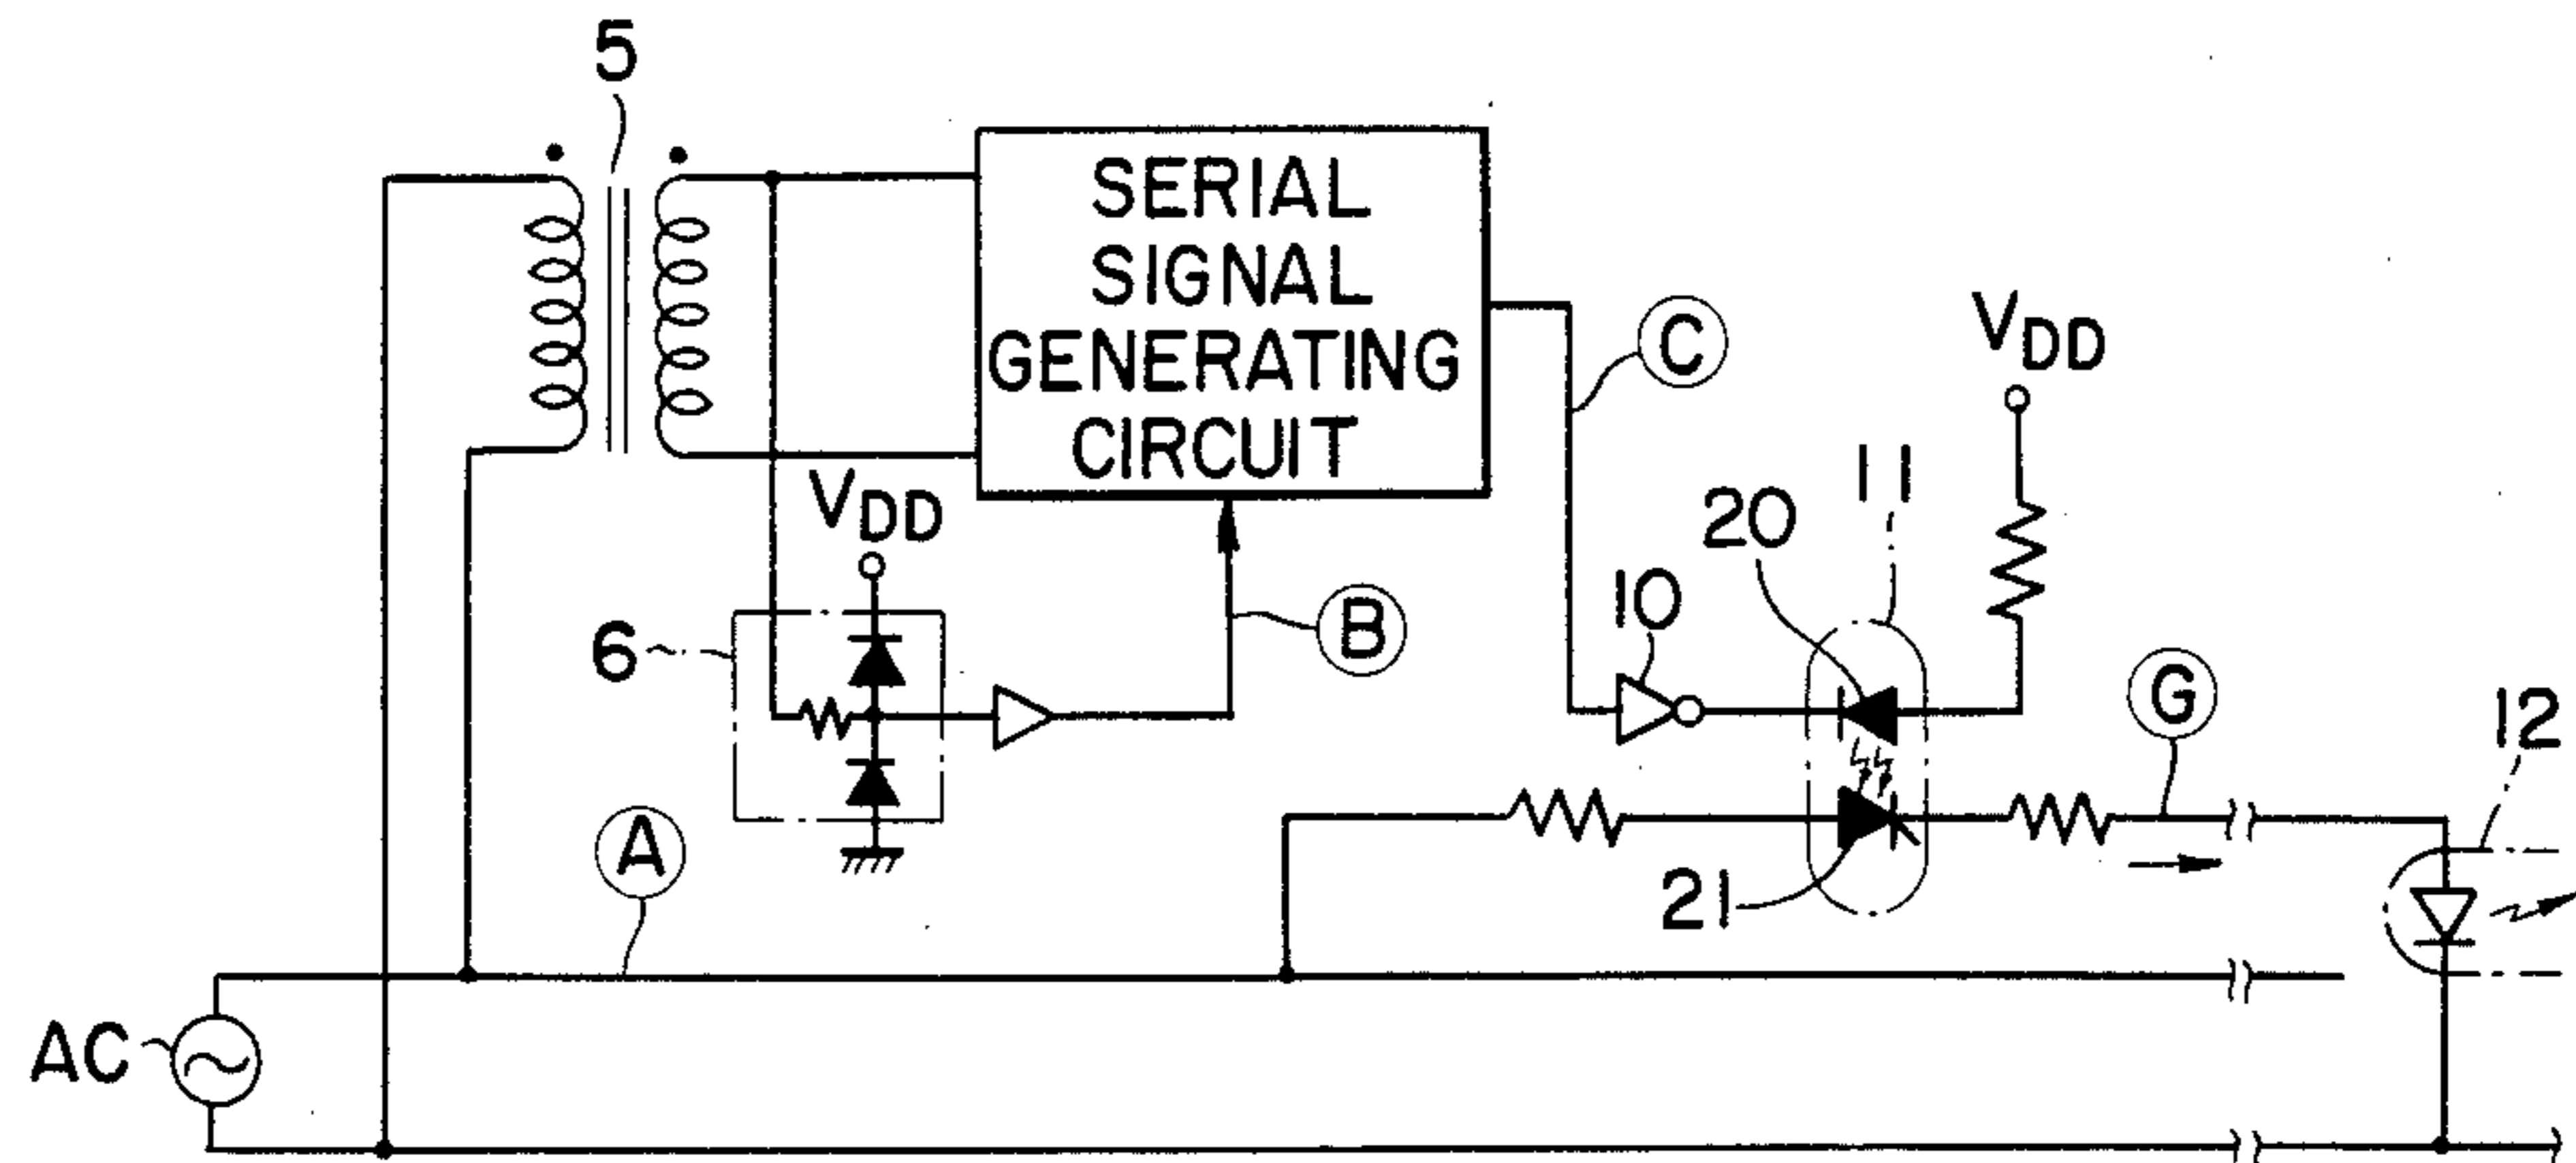 5
SERIAL
SIGNAL
GENERATING
CIRCUIT
C
VDD
VDD
11
20
10
B
6
G
12
A
21
AC